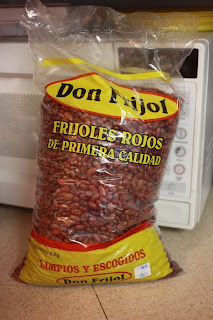 Don Frijol
FRIJOLES ROJOS
DE PRIMERA CALIDAD
LIMPIOS Y ESCOGIDOS
Don Frijol